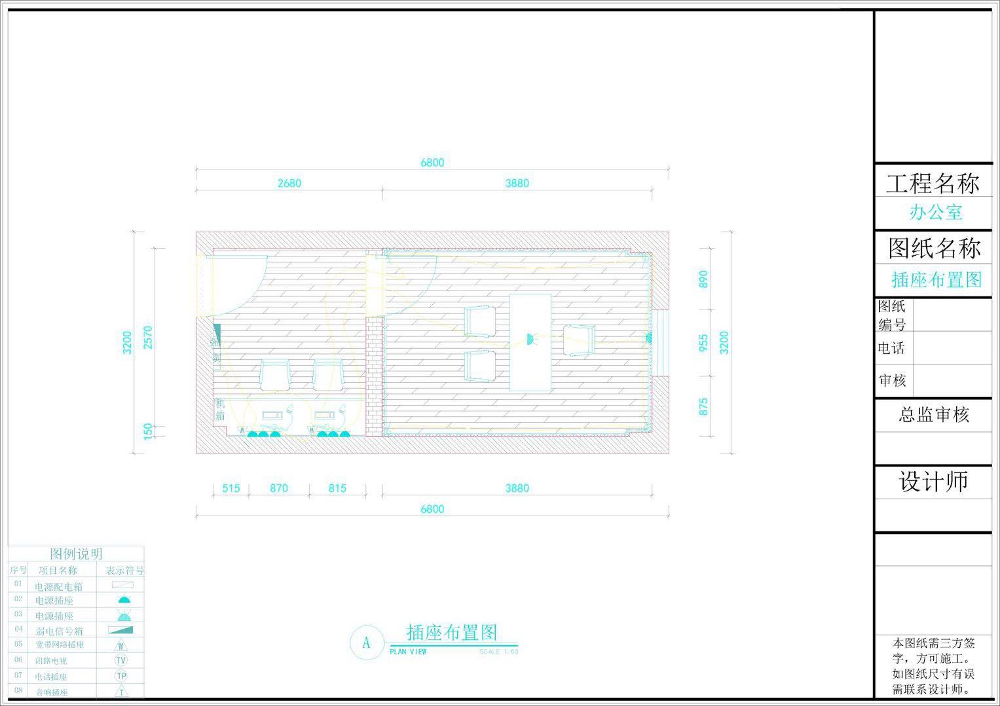 6800
2680
3880
3200
2570
150
890
955
875
3200
机
箱
W
W
515
870
815
3880
6800
图例说明
序号 项目名称 表示符号
01 电源配电箱
02 电源插座
03 电源插座
04 弱电信号箱
05 宽带网络插座 W
06 闭路电视 TV
07 电话插座 TP
08 音响插座 T
A
插座布置图
PLAN VIEW SCALE 1:60
工程名称
办公室
图纸名称
插座布置图
图纸
编号
电话
审核
总监审核
设计师
本图纸需三方签
字，方可施工。
如图纸尺寸有误
需联系设计师。